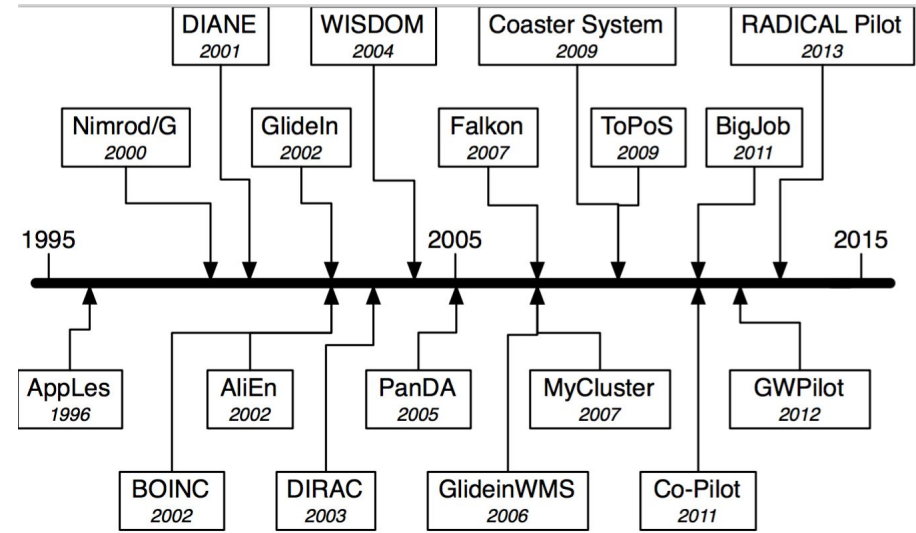 DIANE
2001
WISDOM
2004
Coaster System
2009
RADICAL Pilot
2013
Nimrod/G
2000
GlideIn
2002
Falkon
2007
ToPoS
2009
BigJob
2011
1995
2005
2015
AppLes
1996
AliEn
2002
PanDA
2005
MyCluster
2007
GWPilot
2012
BOINC
2002
DIRAC
2003
GlideinWMS
2006
Co-Pilot
2011